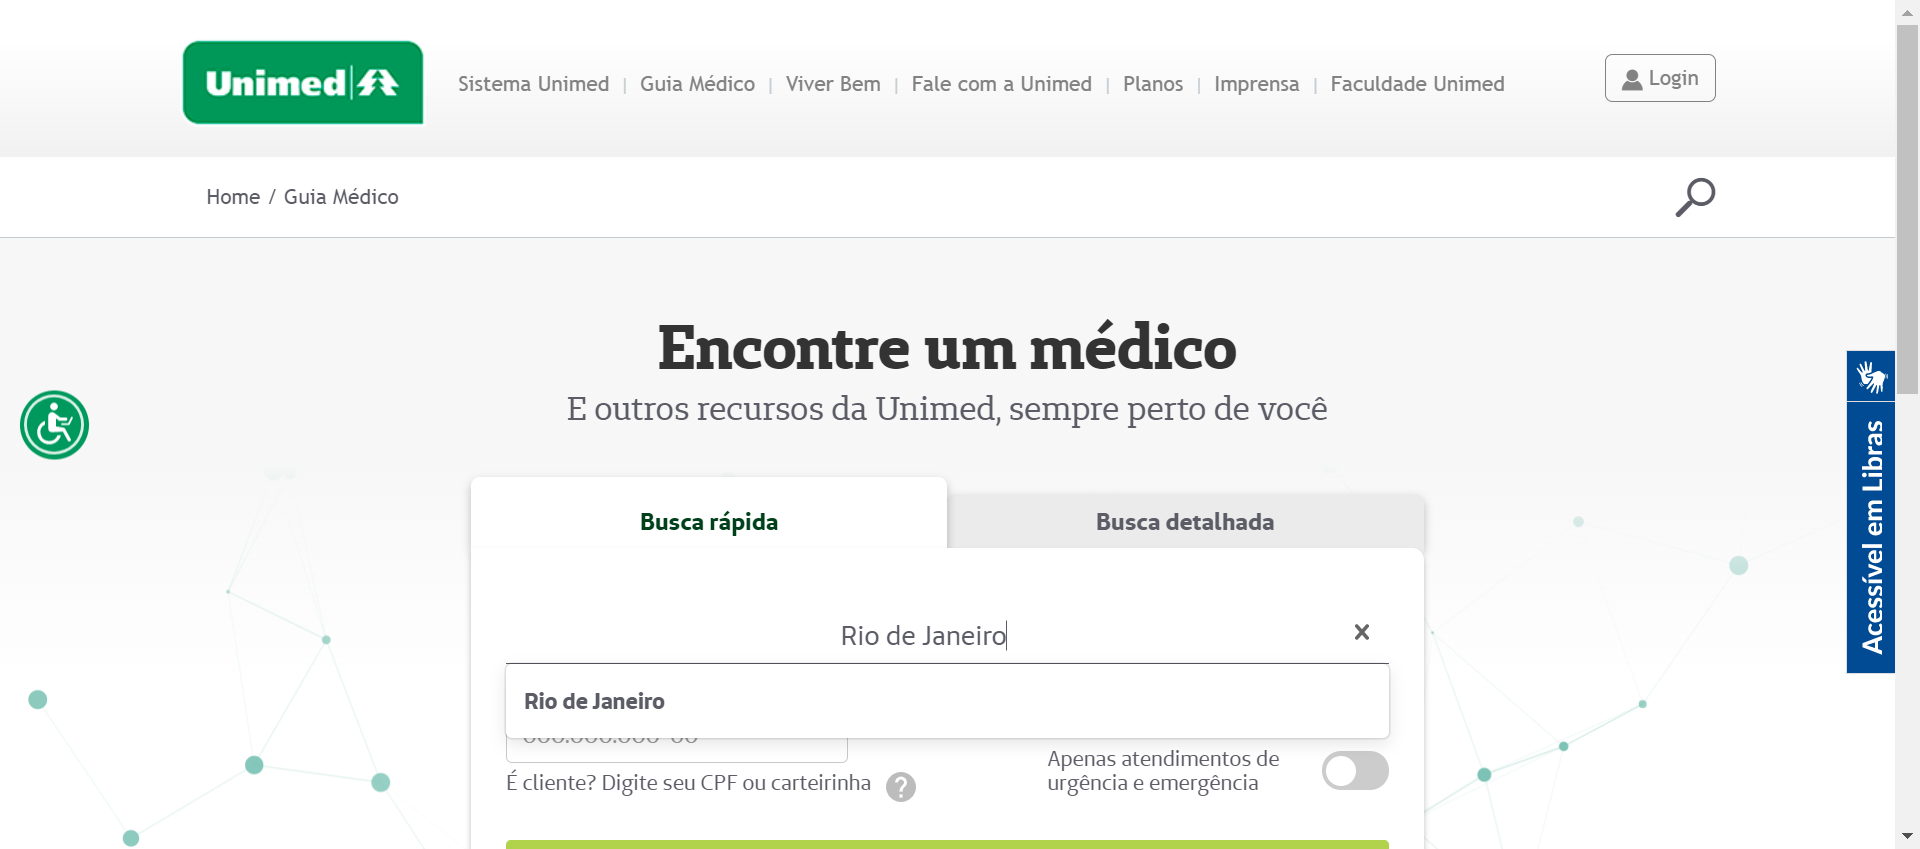 Unimed
Sistema Unimed | Guia Médico | Viver Bem | Fale com a Unimed | Planos | Imprensa | Faculdade Unimed
Login
Home / Guia Médico
Encontre um médico
E outros recursos da Unimed, sempre perto de você
Busca rápida
Busca detalhada
Rio de Janeiro
Rio de Janeiro
Apenas atendimentos de
urgência e emergência
É cliente? Digite seu CPF ou carteirinha
?
Acessível em Libras